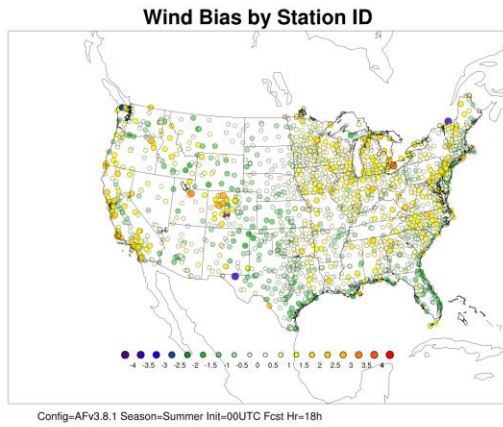 Wind Bias by Station ID
-4 -3.5 -3 -2.5 -2 -1.5 -1 -0.5 0 0.5 1 1.5 2 2.5 3 3.5 4
Config=AFv3.8.1 Season=Summer Init=00UTC Fcst Hr=18h